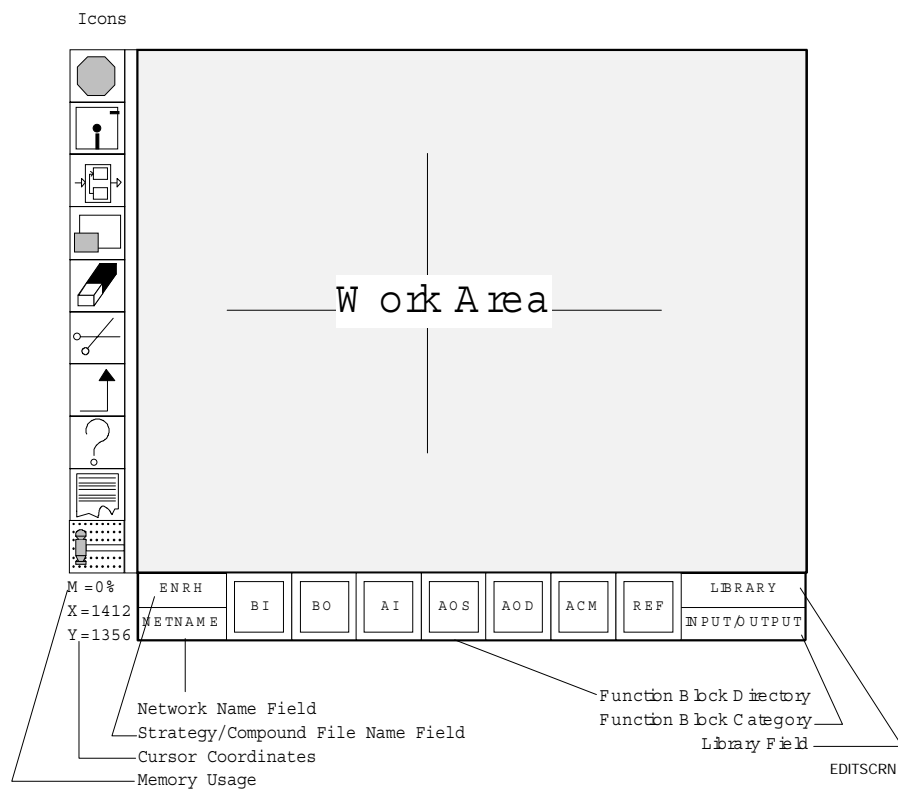 Icons
Work Area
M=0%
X=1412
Y=1356
ENRH
NETNAME
BI
BO
AI
AOS
AOD
ACM
REF
LIBRARY
INPUT/OUTPUT
Network Name Field
Strategy/Compound File Name Field
Cursor Coordinates
Memory Usage
Function Block Directory
Function Block Category
Library Field
EDITSCRN